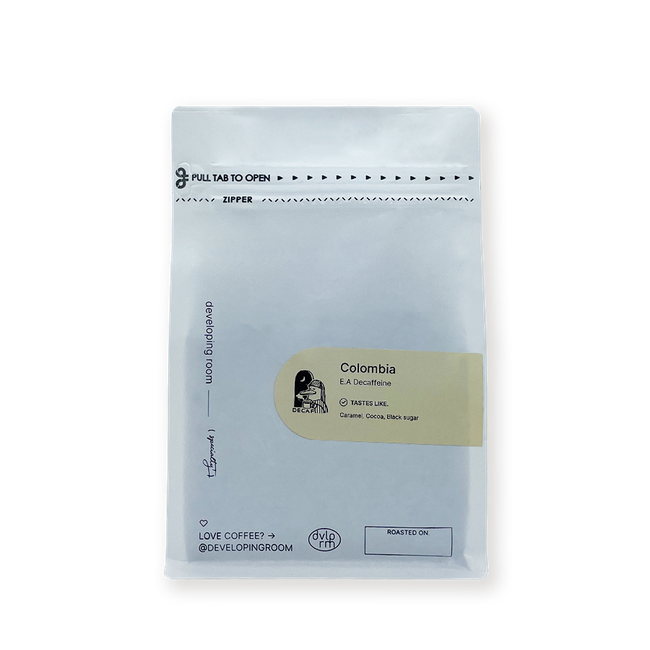 PULL TAB TO OPEN
ZIPPER
developing room
(specialty)
Colombia
E.A Decaffeine
DECAF
TASTES LIKE.
Caramel, Cocoa, Black sugar
LOVE COFFEE? →
@DEVELOPINGROOM
dvlp
rm
ROASTED ON: